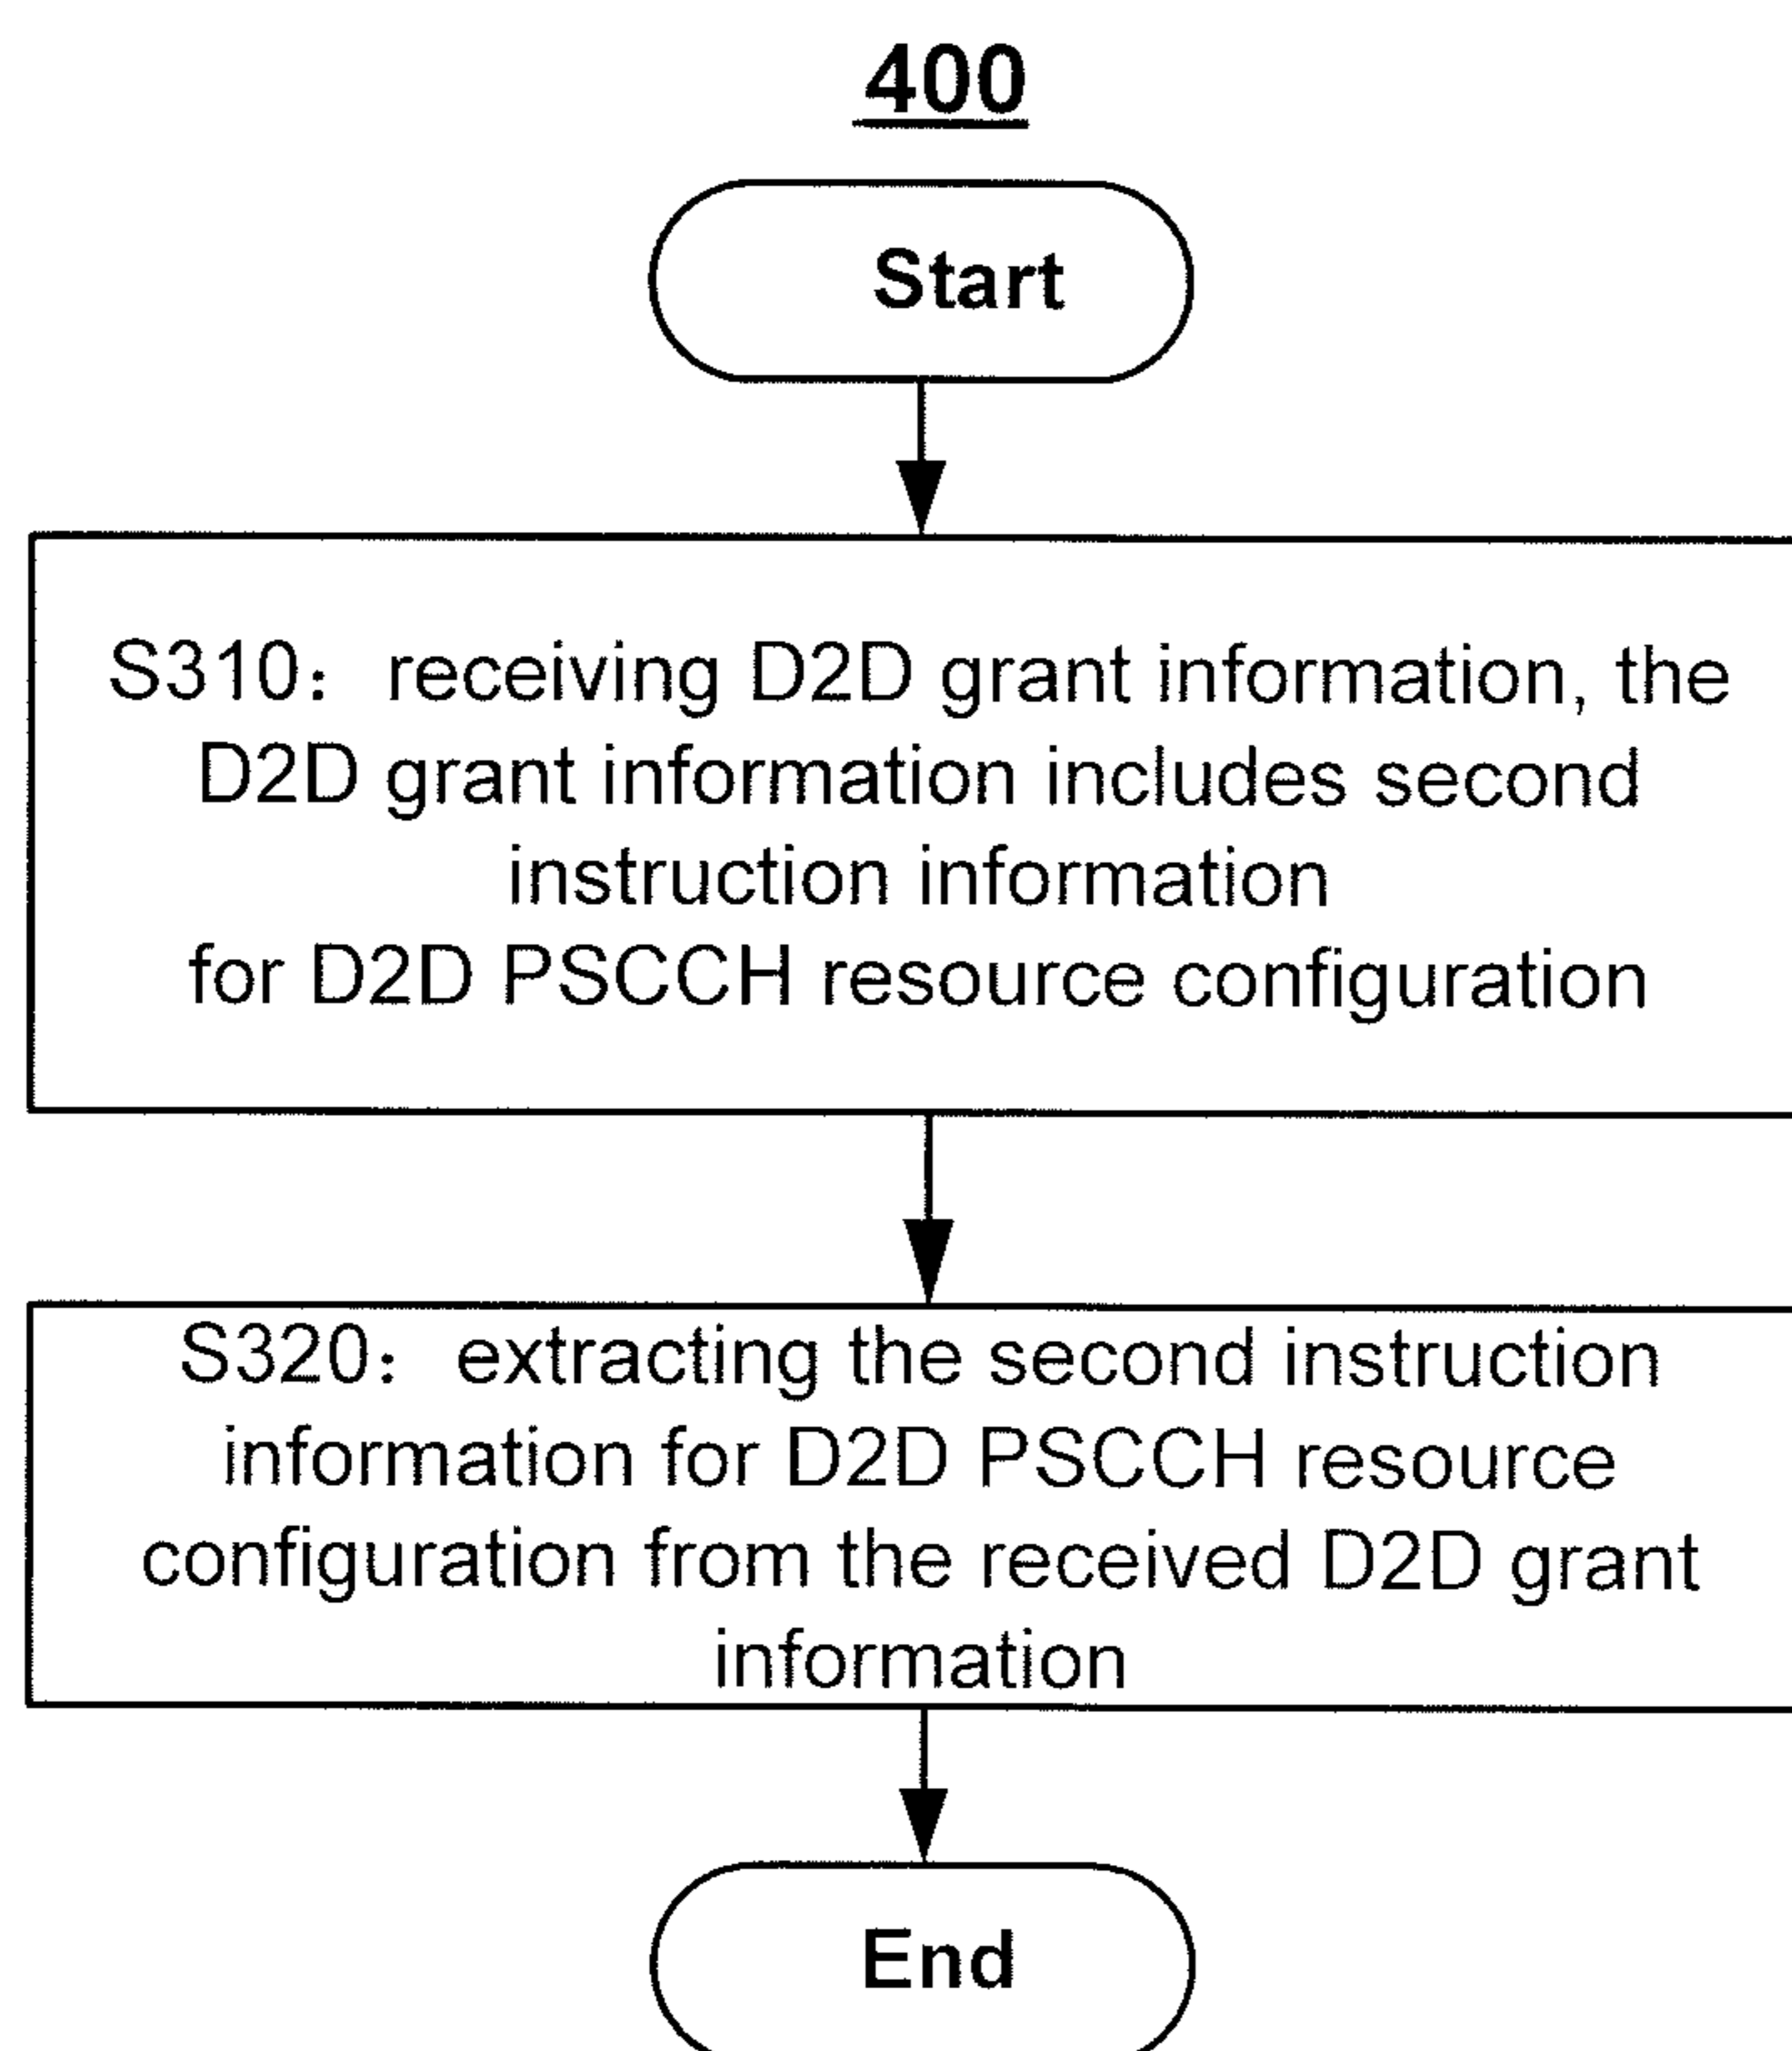 400
Start
S310： receiving D2D grant information, the
D2D grant information includes second
instruction information
for D2D PSCCH resource configuration
S320： extracting the second instruction
information for D2D PSCCH resource
configuration from the received D2D grant
information
End